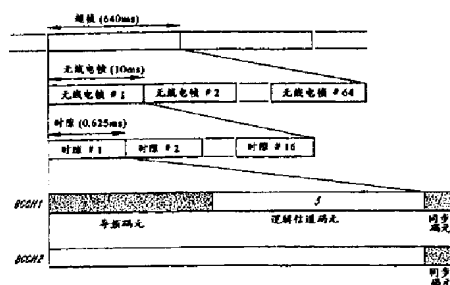 超帧 (640ms)
无线电帧 (10ms)
无线电帧 #1 无线电帧 #2 无线电帧 #64
时隙 (0.625ms)
时隙 #1 时隙 #2 时隙 #16
BCCH1
5
导频码元 逻辑信道码元 同步
码元
BCCH2
同步
码元